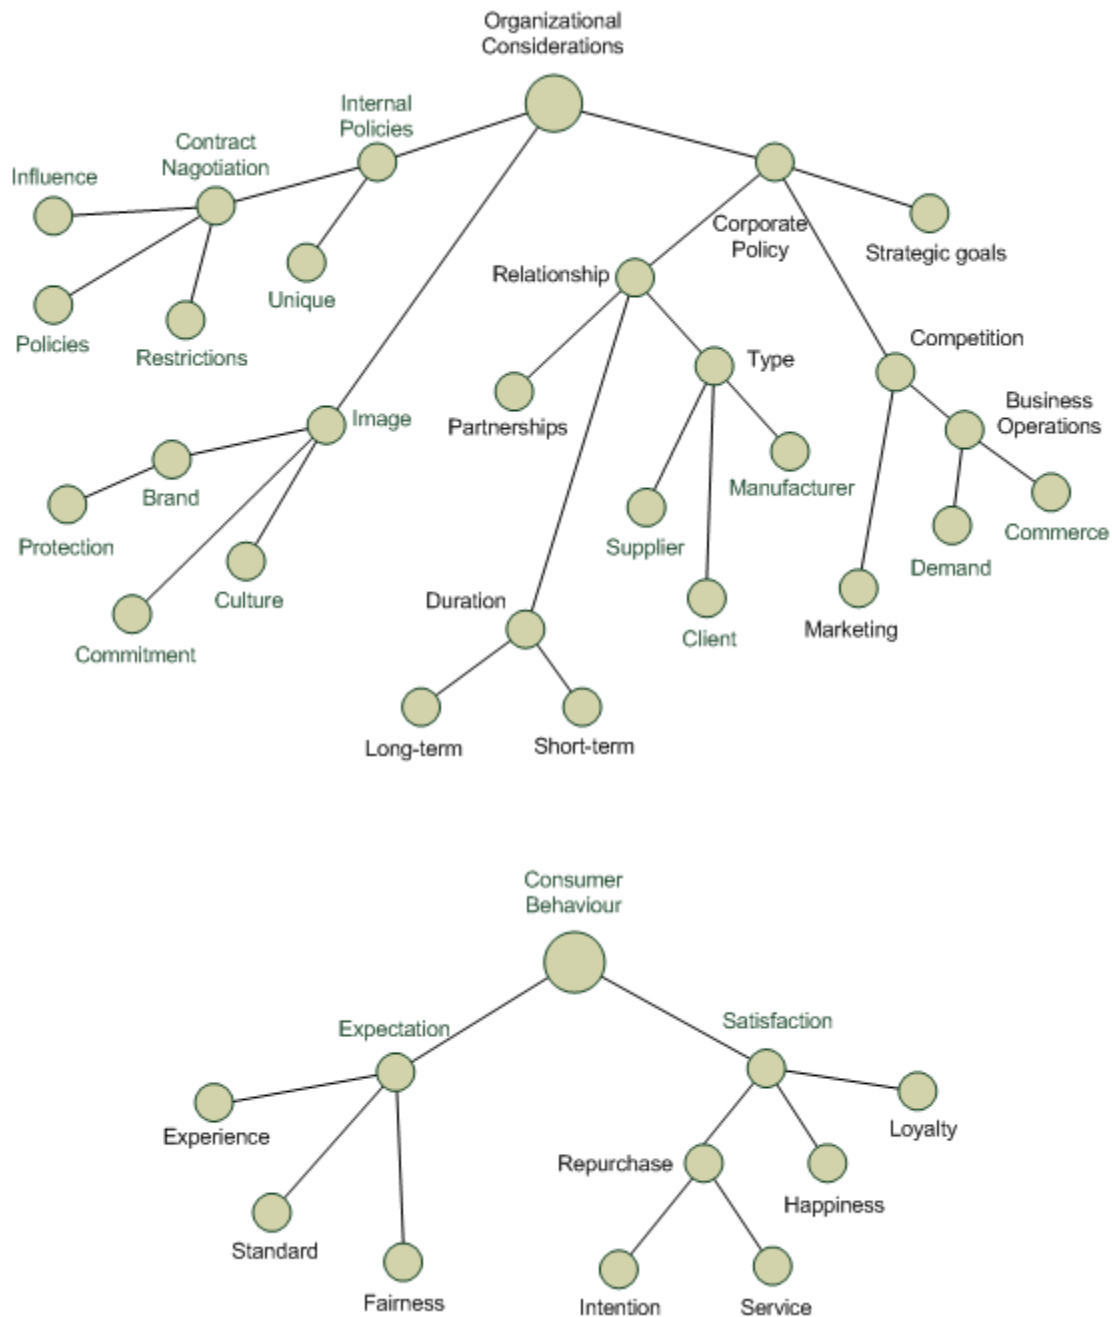 Organizational
Considerations
Internal
Policies
Contract
Nagotiation
Influence
Corporate
Policy
Strategic goals
Relationship
Unique
Policies
Restrictions
Competition
Type
Business
Operations
Image
Partnerships
Brand
Manufacturer
Protection
Supplier
Commerce
Demand
Culture
Duration
Client
Marketing
Commitment
Long-term
Short-term
Consumer
Behaviour
Expectation
Satisfaction
Experience
Loyalty
Repurchase
Happiness
Standard
Fairness
Intention
Service